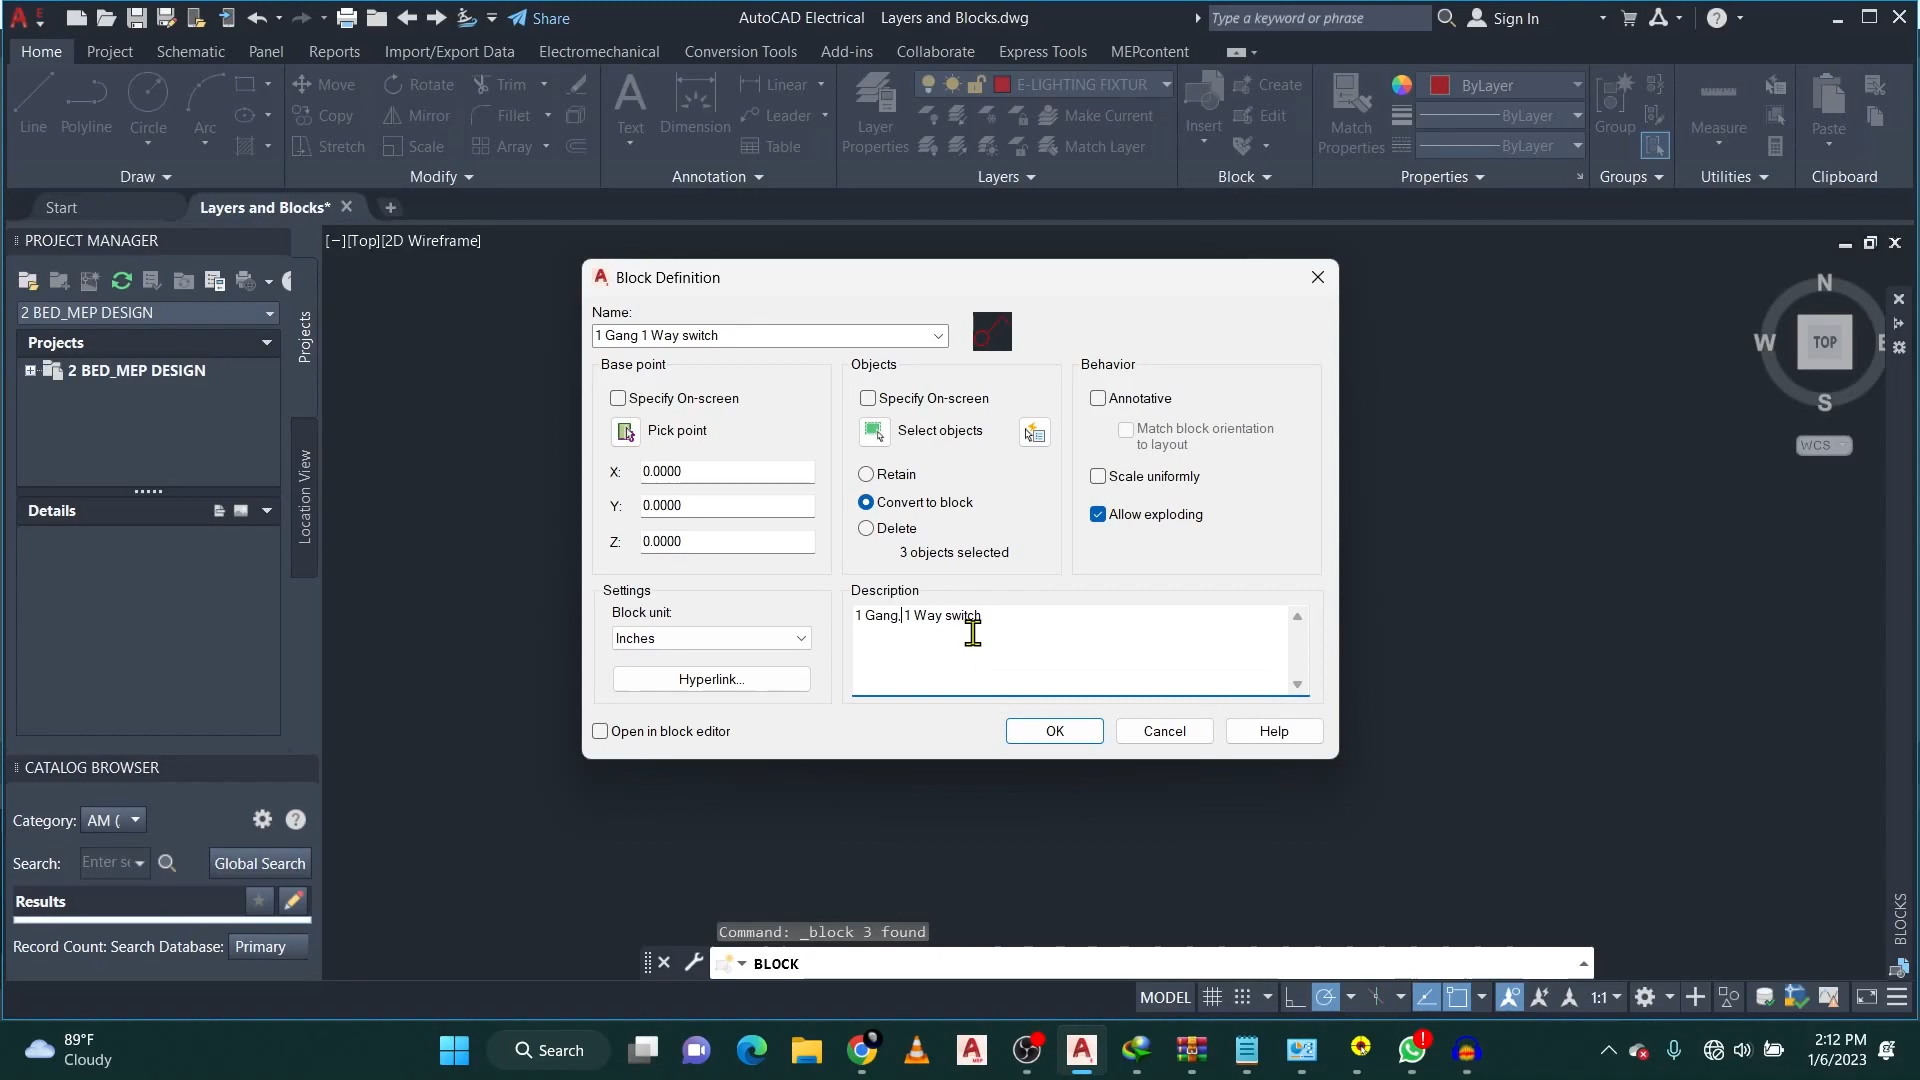 Share
AutoCAD Electrical Layers and Blocks.dwg
Type a keyword or phrase
Sign In
Home Project Schematic Panel Reports Import/Export Data Electromechanical Conversion Tools Add-ins Collaborate Express Tools MEPcontent
Line Polyline Circle Arc
Move Rotate Trim
Copy Mirror Fillet
Stretch Scale Array
Text Dimension
Linear
Leader
Table
Layer Properties
E-LIGHTING FIXTUR
Make Current
Match Layer
Insert
Create
Edit
Match Properties
ByLayer
ByLayer
ByLayer
Group
Measure
Paste
Draw Modify Annotation Layers Block Properties Groups Utilities Clipboard
Start Layers and Blocks*
PROJECT MANAGER
[−][Top][2D Wireframe]
2 BED_MEP DESIGN
Projects
2 BED_MEP DESIGN
Projects
Location View
Details
CATALOG BROWSER
Category: AM (
Search: Enter se
Global Search
Results
Record Count: Search Database: Primary
Block Definition
Name:
1 Gang 1 Way switch
Base point
Specify On-screen
Pick point
X: 0.0000
Y: 0.0000
Z: 0.0000
Objects
Specify On-screen
Select objects
Retain
Convert to block
Delete
3 objects selected
Behavior
Annotative
Match block orientation
to layout
Scale uniformly
Allow exploding
Settings
Block unit:
Inches
Hyperlink...
Description
1 Gang, 1 Way switch
Open in block editor
OK Cancel Help
N
W TOP E
S
WCS
BLOCKS
Command: _block 3 found
BLOCK
MODEL
1:1
89°F
Cloudy
Search
2:12 PM
1/6/2023